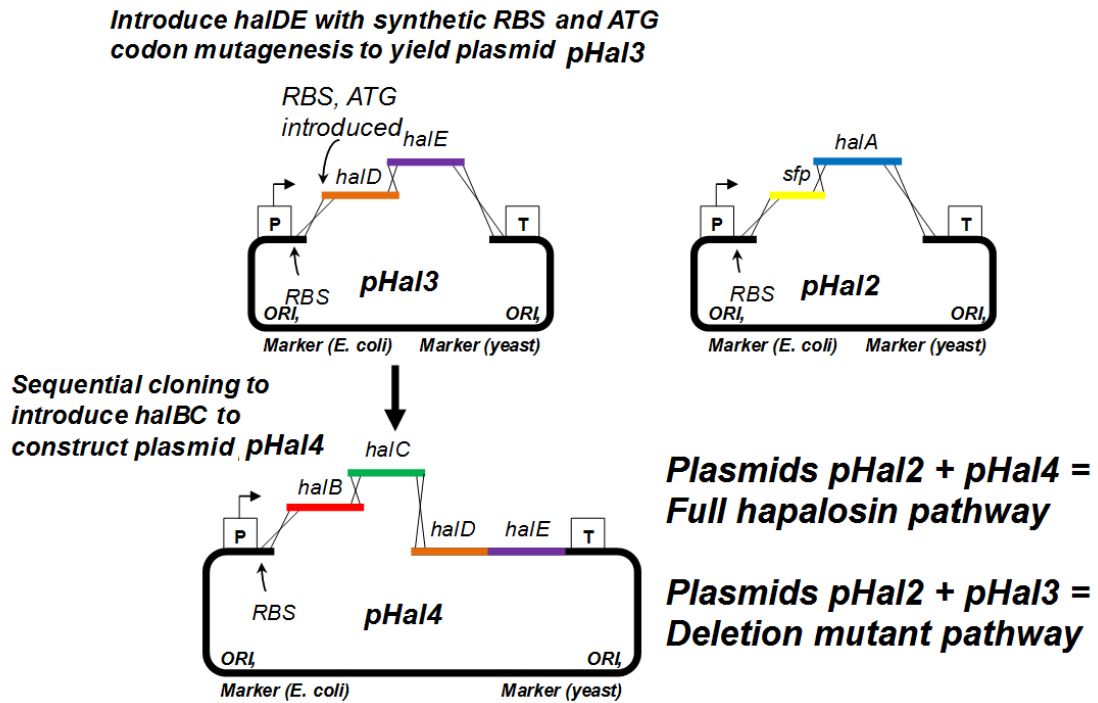 Introduce halDE with synthetic RBS and ATG
codon mutagenesis to yield plasmid pHal3
RBS, ATG
introduced
halE
halD
P
T
RBS
pHal3
ORI,
ORI,
Marker (E. coli)
Marker (yeast)
halA
sfp
P
T
RBS
pHal2
ORI,
ORI,
Marker (E. coli)
Marker (yeast)
Sequential cloning to
introduce halBC to
construct plasmid pHal4
halC
halB
halD
halE
P
T
RBS
pHal4
ORI,
ORI,
Marker (E. coli)
Marker (yeast)
Plasmids pHal2 + pHal4 =
Full hapalosin pathway
Plasmids pHal2 + pHal3 =
Deletion mutant pathway